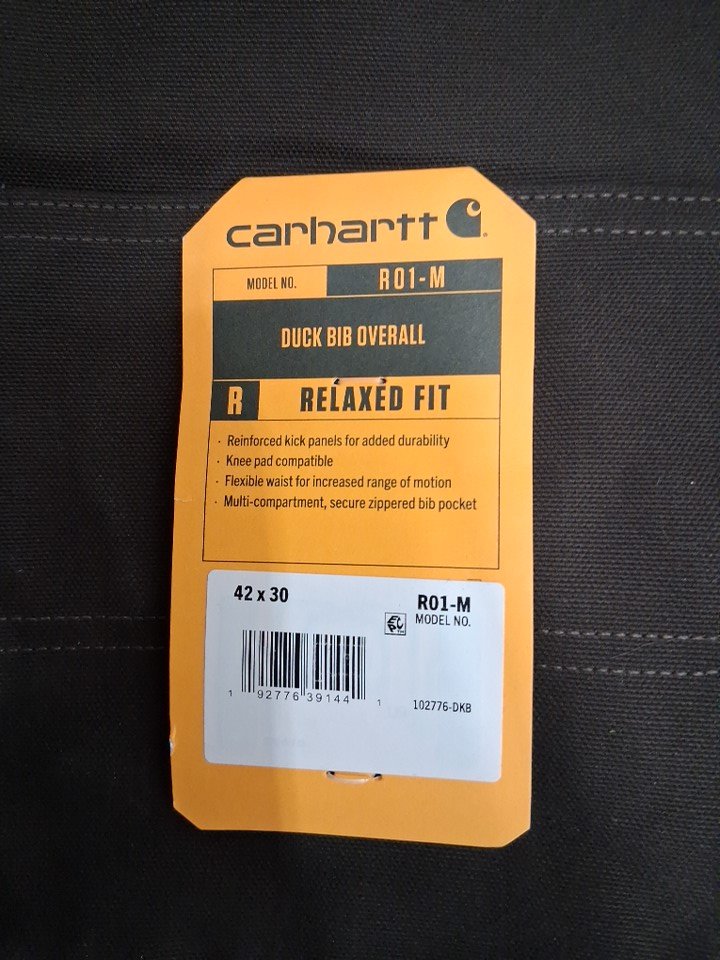 carhartt
MODEL NO. R01-M
DUCK BIB OVERALL
R RELAXED FIT
· Reinforced kick panels for added durability
· Knee pad compatible
· Flexible waist for increased range of motion
· Multi-compartment, secure zippered bib pocket
42 x 30
R01-M
MODEL NO.
1 92776 39144 1
102776-DKB